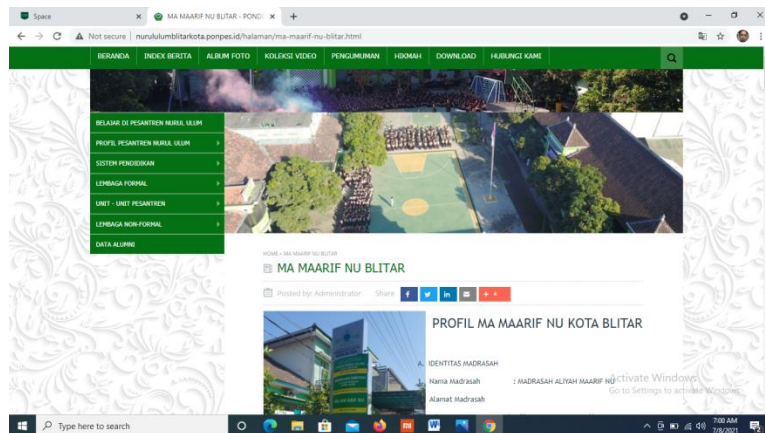 Space
MA MAARIF NU BLITAR - POND
Not secure | nurululumblitarkota.ponpes.id/halaman/ma-maarif-nu-blitar.html
BERANDA INDEX BERITA ALBUM FOTO KOLEKSI VIDEO PENGUMUMAN HIKMAH DOWNLOAD HUBUNGI KAMI
BELAJAR DI PESANTREN NURUL ULUM
PROFIL PESANTREN NURUL ULUM
SISTEM PENDIDIKAN
LEMBAGA FORMAL
UNIT - UNIT PESANTREN
LEMBAGA NON-FORMAL
DATA ALUMNI
HOME » MA MAARIF NU BLITAR
MA MAARIF NU BLITAR
Posted by: Administrator Share f in + 4
PROFIL MA MAARIF NU KOTA BLITAR
A. IDENTITAS MADRASAH
Nama Madrasah : MADRASAH ALIYAH MAARIF NU
Alamat Madrasah
Activate Windows
Go to Settings to activate Windows.
Type here to search
7:00 AM
7/8/2021